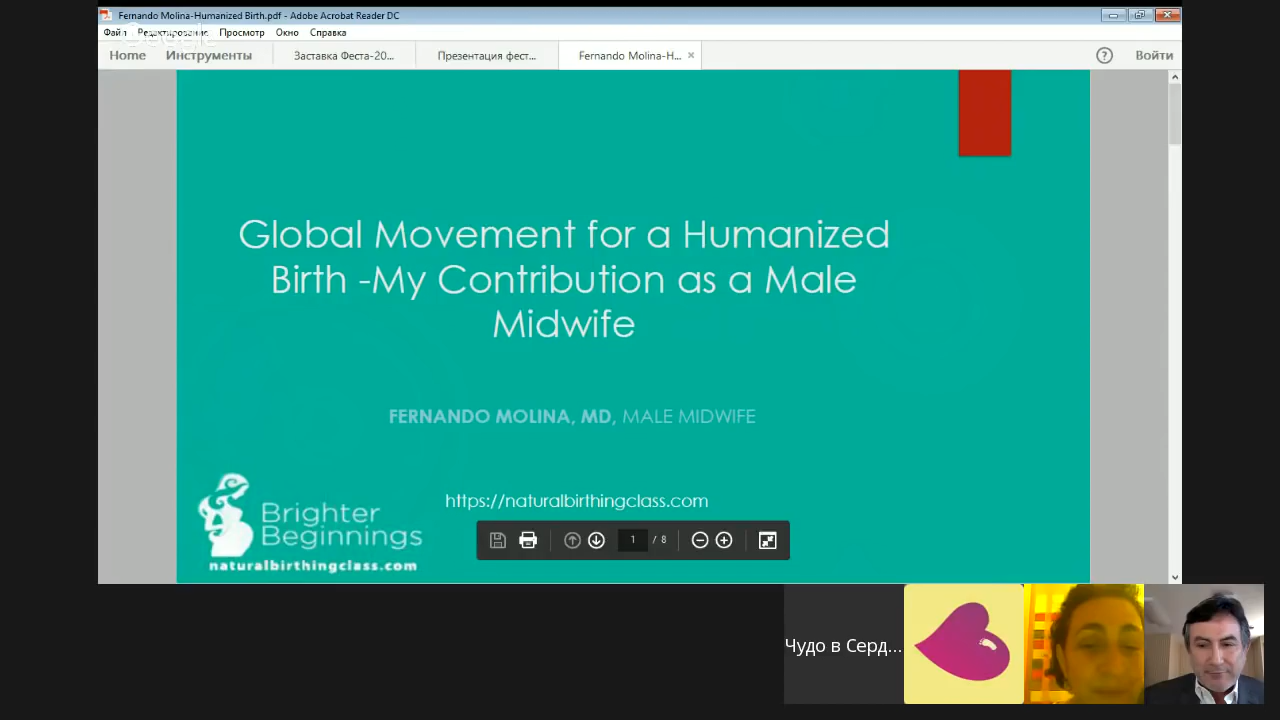 Fernando Molina-Humanized Birth.pdf - Adobe Acrobat Reader DC
Google
Файл Редактирование Просмотр Окно Справка
Home Инструменты Заставка Феста-20... Презентация фест... Fernando Molina-H... × ? Войти
Global Movement for a Humanized
Birth -My Contribution as a Male
Midwife
FERNANDO MOLINA, MD, MALE MIDWIFE
https://naturalbirthingclass.com
Brighter
Beginnings
naturalbirthingclass.com
1 / 8
Чудо в Серд...